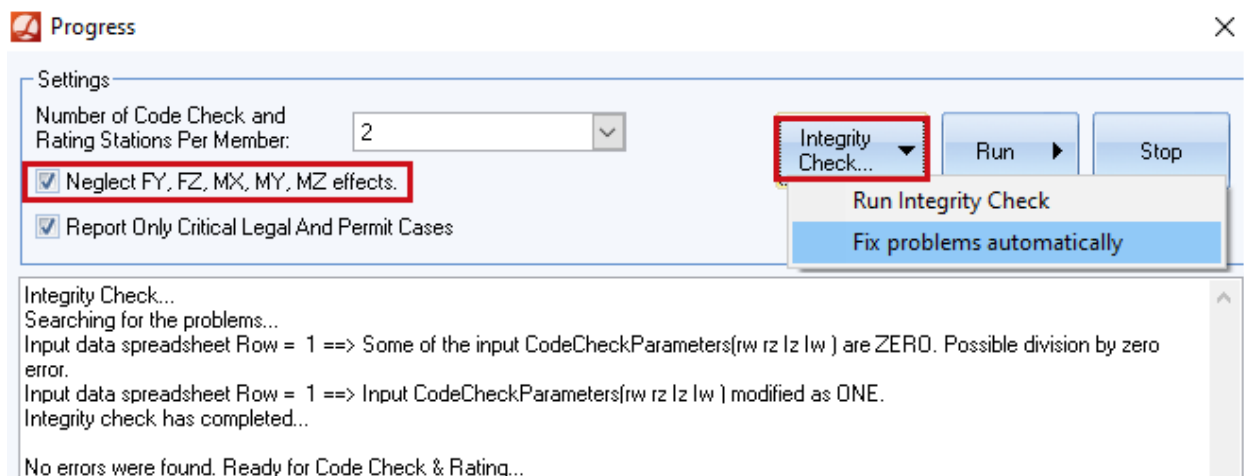 Progress
Settings
Number of Code Check and
Rating Stations Per Member:
2
Integrity
Check...
Run
Stop
Neglect FY, FZ, MX, MY, MZ effects.
Run Integrity Check
Report Only Critical Legal And Permit Cases
Fix problems automatically
Integrity Check...
Searching for the problems...
Input data spreadsheet Row = 1 ==> Some of the input CodeCheckParameters(rw rz Iz Iw ) are ZERO. Possible division by zero
error.
Input data spreadsheet Row = 1 ==> Input CodeCheckParameters(rw rz Iz Iw ) modified as ONE.
Integrity check has completed...
No errors were found. Ready for Code Check & Rating...